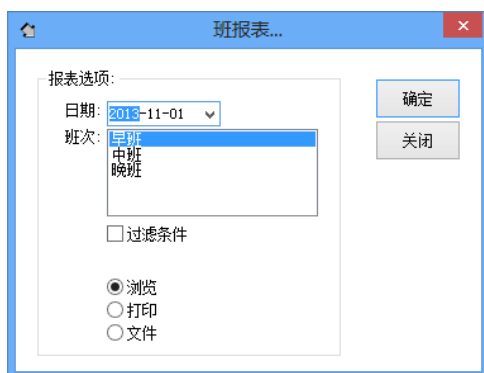 班报表...
报表选项:
日期: 2013-11-01
班次: 早班
中班
晚班
过滤条件
浏览
打印
文件
确定
关闭